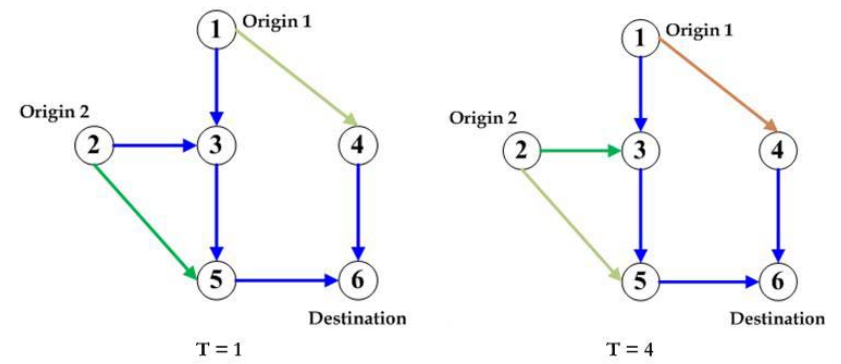 1 Origin 1
Origin 2
2 3 4
5 6
Destination
T = 1
1 Origin 1
Origin 2
2 3 4
5 6
Destination
T = 4